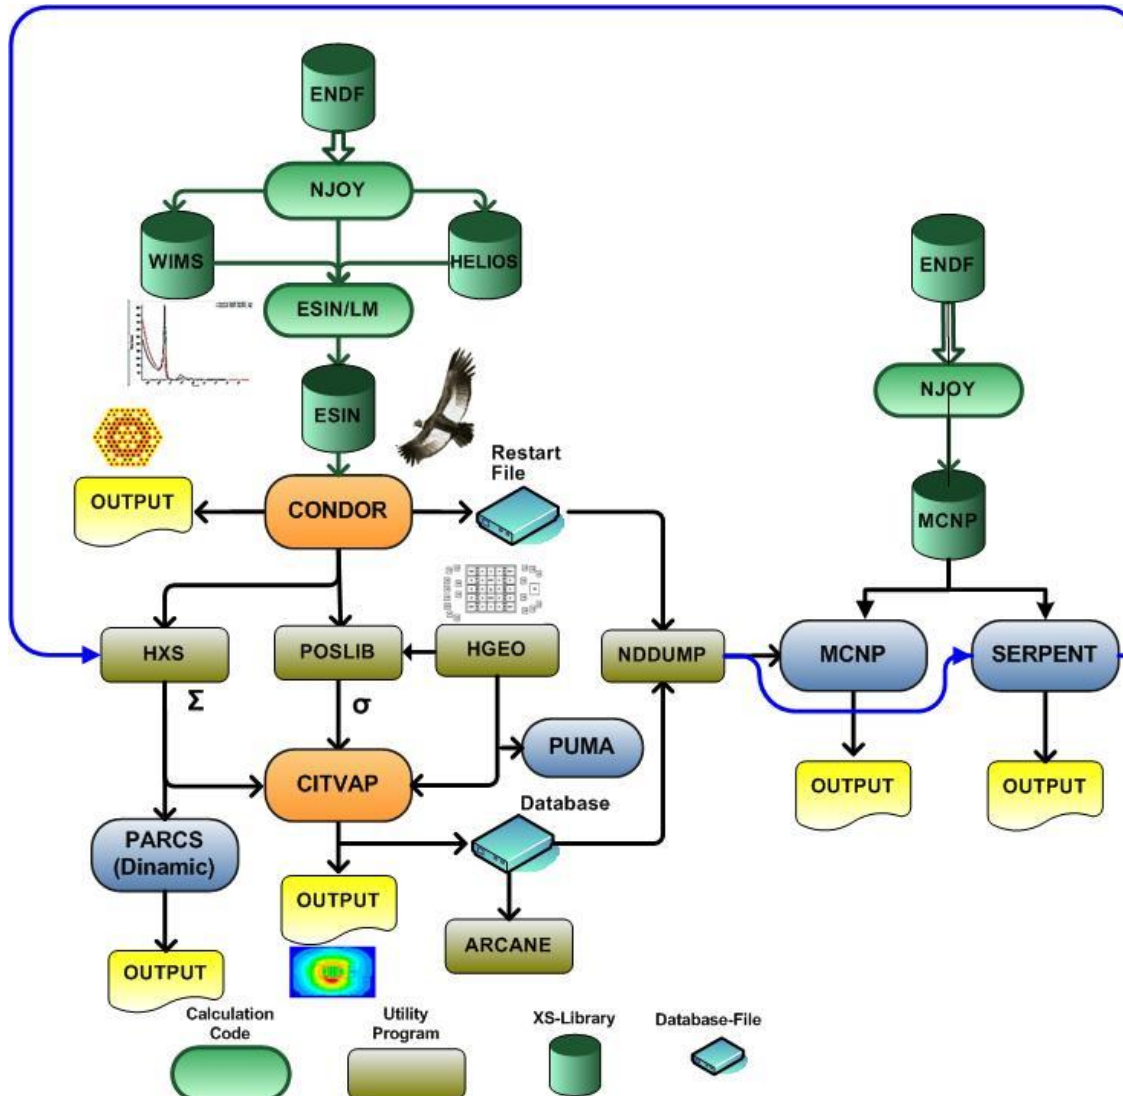 ENDF
NJOY
WIMS
HELIOS
ENDF
ESIN/LM
NJOY
ESIN
Restart
File
OUTPUT
CONDOR
MCNP
HXS
POSLIB
HGEO
NDDUMP
MCNP
SERPENT
Σ
σ
PUMA
CITVAP
OUTPUT
OUTPUT
Database
PARCS
(Dinamic)
OUTPUT
ARCANE
OUTPUT
Calculation
Code
Utility
Program
XS-Library
Database-File